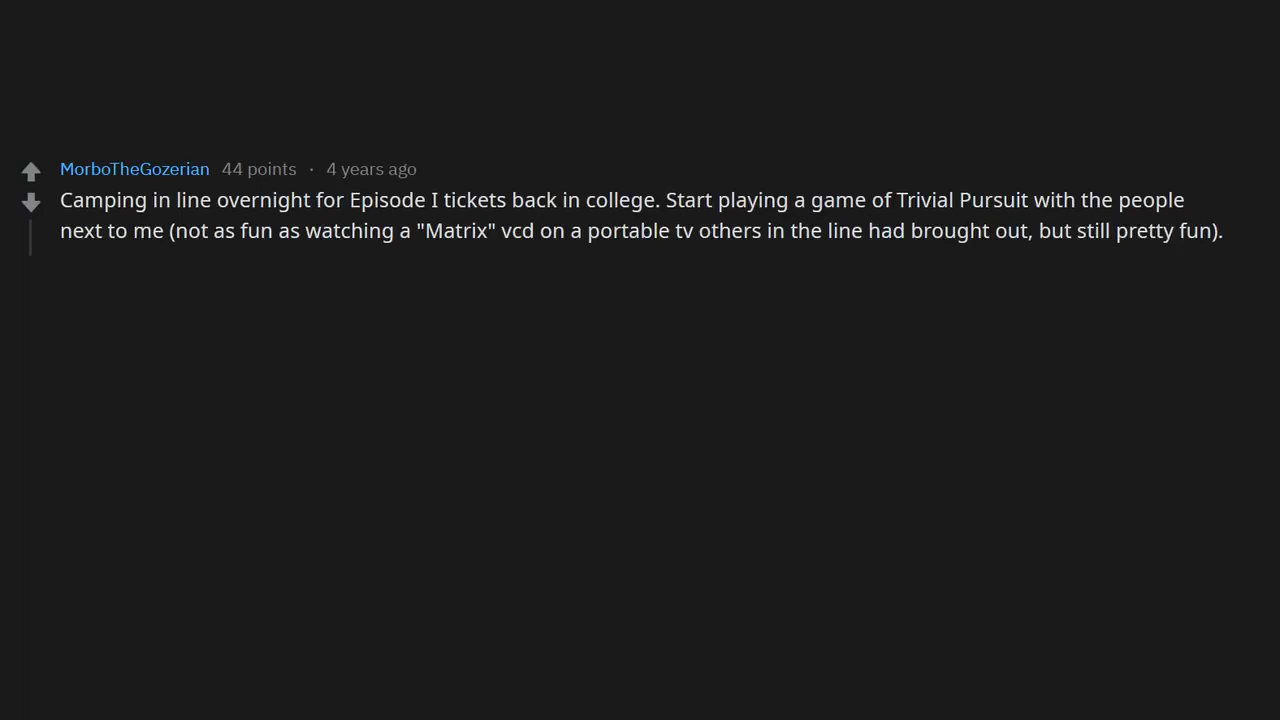 MorboTheGozerian 44 points · 4 years ago
Camping in line overnight for Episode I tickets back in college. Start playing a game of Trivial Pursuit with the people
next to me (not as fun as watching a "Matrix" vcd on a portable tv others in the line had brought out, but still pretty fun).